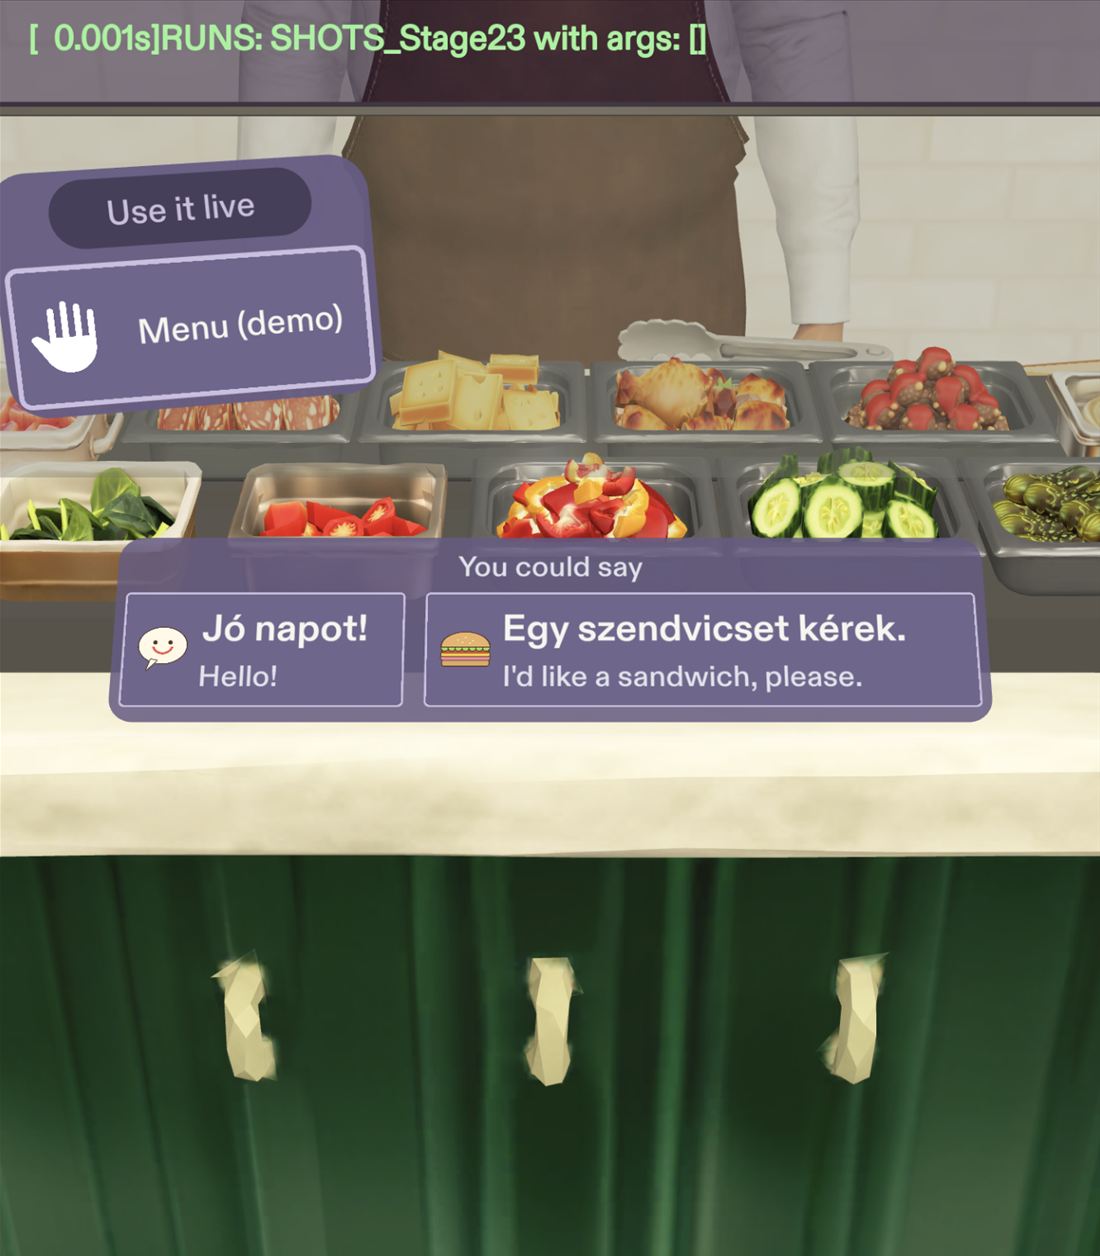 [  0.001s]RUNS: SHOTS_Stage23 with args: []
Use it live
Menu (demo)
You could say
Jó napot!
Hello!
Egy szendvicset kérek.
I'd like a sandwich, please.